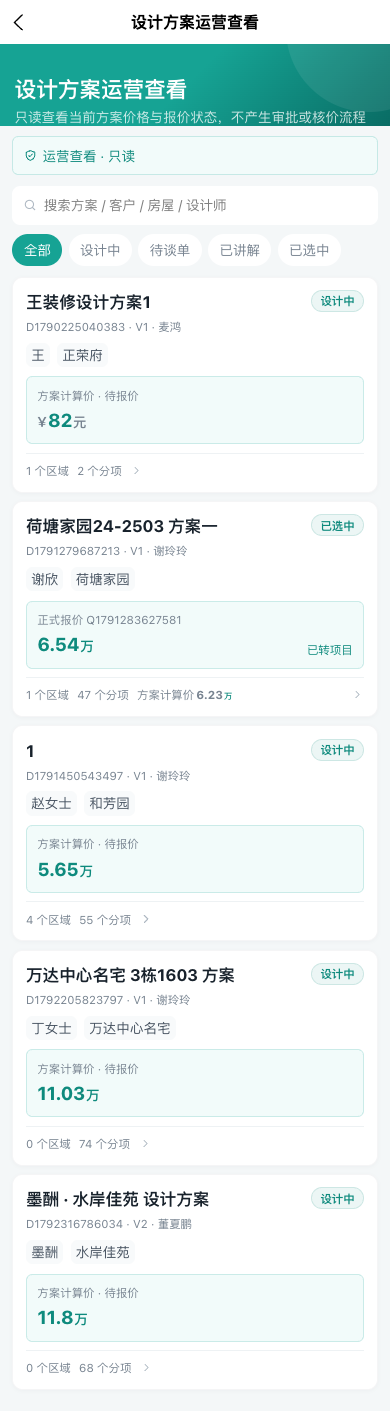 设计方案运营查看
设计方案运营查看
只读查看当前方案价格与报价状态，不产生审批或核价流程
运营查看 · 只读
搜索方案 / 客户 / 房屋 / 设计师
全部 设计中 待谈单 已讲解 已选中
王装修设计方案1 设计中
D1790225040383 · V1 · 麦鸿
王 正荣府
方案计算价 · 待报价
￥82元
1 个区域 2 个分项
荷塘家园24-2503 方案一 已选中
D1791279687213 · V1 · 谢玲玲
谢欣 荷塘家园
正式报价 Q1791283627581
6.54万 已转项目
1 个区域 47 个分项 方案计算价 6.23万
1 设计中
D1791450543497 · V1 · 谢玲玲
赵女士 和芳园
方案计算价 · 待报价
5.65万
4 个区域 55 个分项
万达中心名宅 3栋1603 方案 设计中
D1792205823797 · V1 · 谢玲玲
丁女士 万达中心名宅
方案计算价 · 待报价
11.03万
0 个区域 74 个分项
墨酬 · 水岸佳苑 设计方案 设计中
D1792316786034 · V2 · 董夏鹏
墨酬 水岸佳苑
方案计算价 · 待报价
11.8万
0 个区域 68 个分项